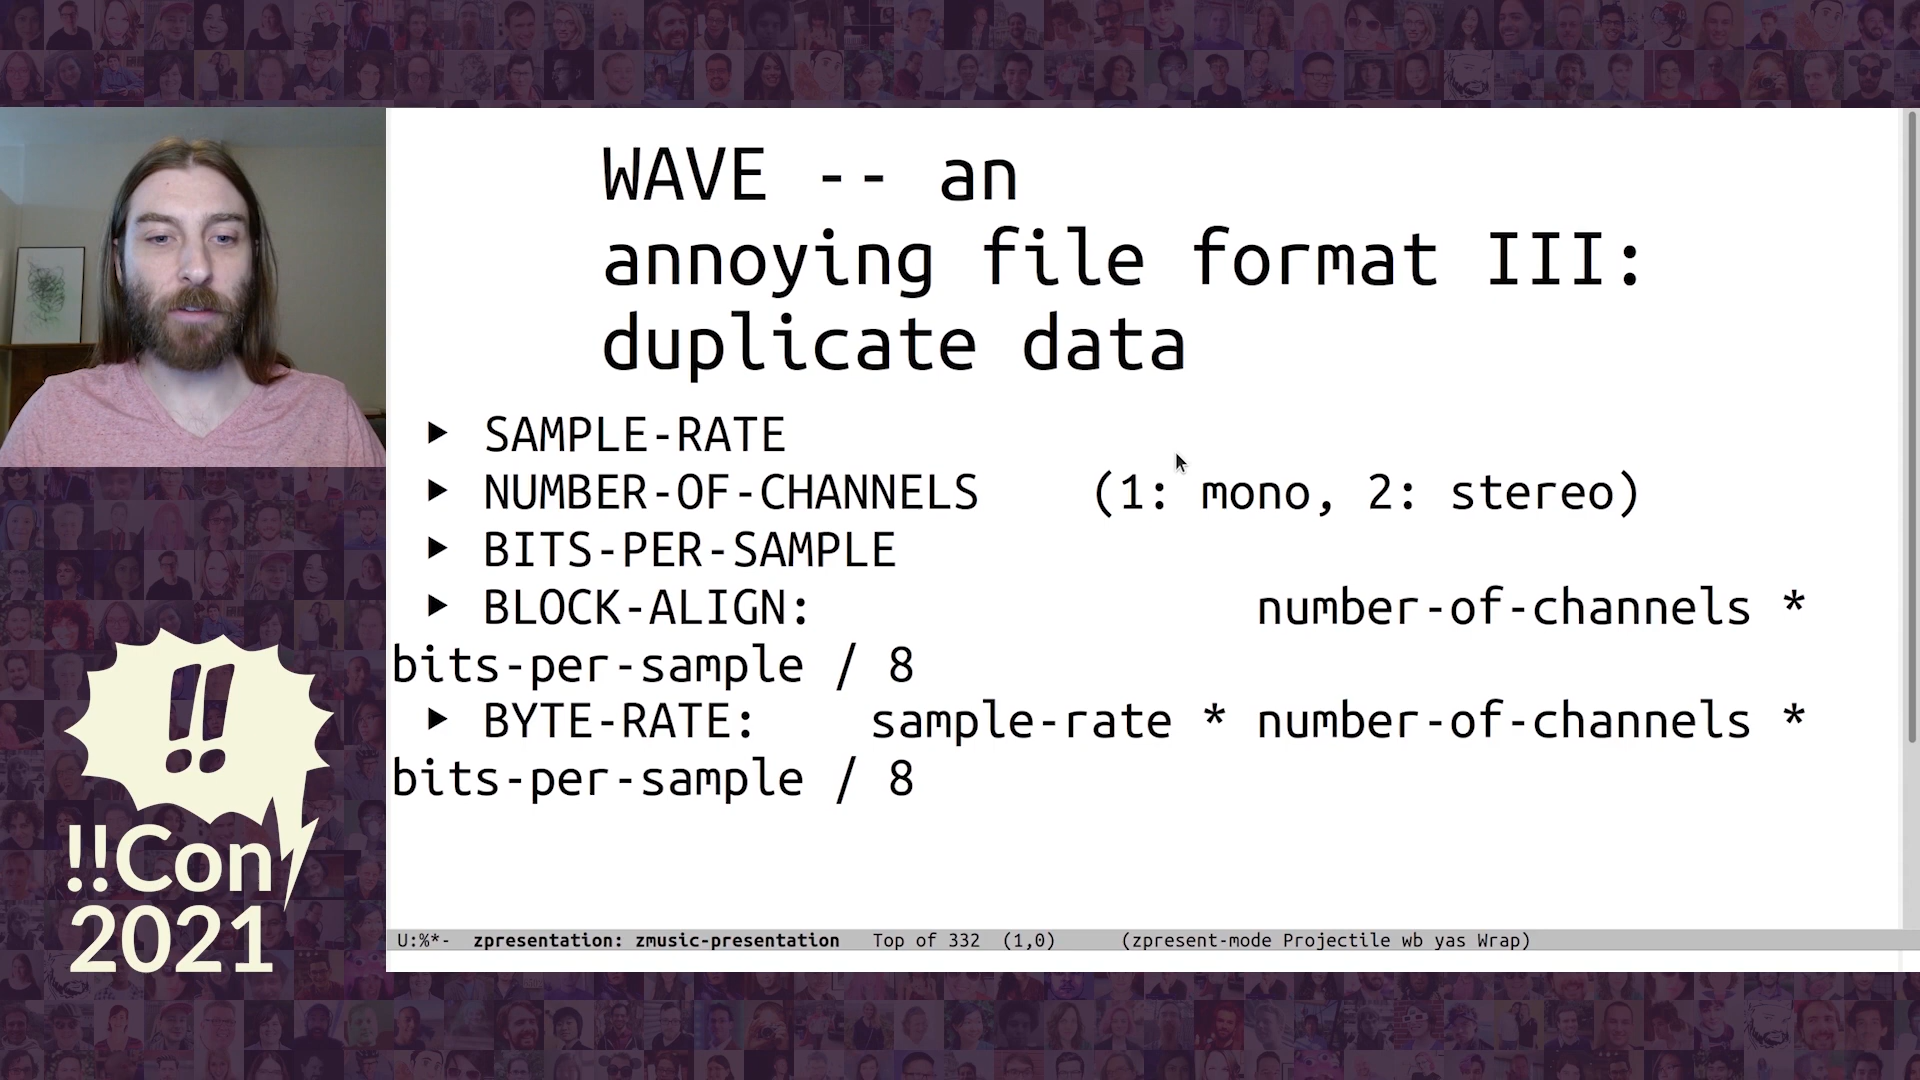 WAVE -- an
annoying file format III:
duplicate data
▶ SAMPLE-RATE
▶ NUMBER-OF-CHANNELS (1: mono, 2: stereo)
▶ BITS-PER-SAMPLE
▶ BLOCK-ALIGN: number-of-channels *
bits-per-sample / 8
▶ BYTE-RATE: sample-rate * number-of-channels *
bits-per-sample / 8
U:%*- zpresentation: zmusic-presentation Top of 332 (1,0) (zpresent-mode Projectile wb yas Wrap)
!!
!!Con
2021